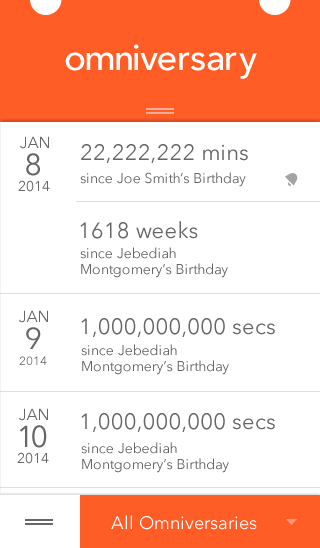 omniversary
JAN
8
2014
22,222,222 mins
since Joe Smith's Birthday
1618 weeks
since Jebediah
Montgomery's Birthday
JAN
9
2014
1,000,000,000 secs
since Jebediah
Montgomery's Birthday
JAN
10
2014
1,000,000,000 secs
since Jebediah
Montgomery's Birthday
All Omniversaries